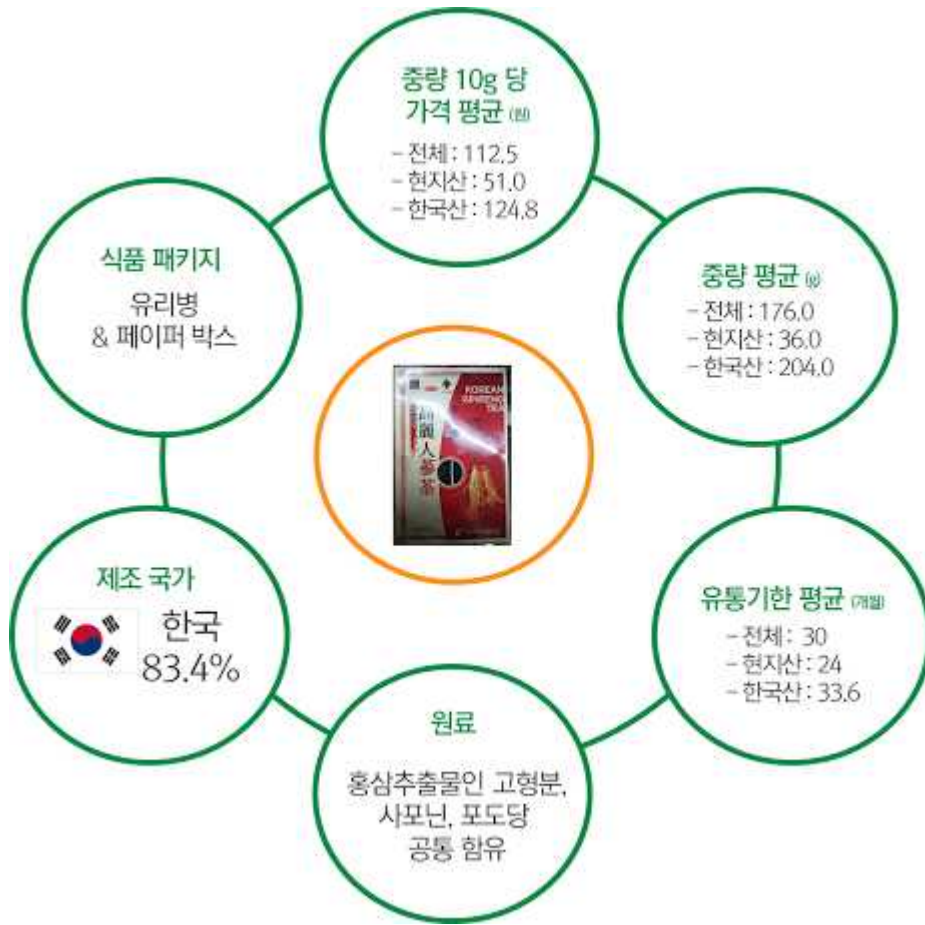 중량 10g 당
가격 평균 (원)
- 전체 : 112.5
- 현지산 : 51.0
- 한국산 : 124.8
식품 패키지
유리병
& 페이퍼 박스
중량 평균 (g)
- 전체 : 176.0
- 현지산 : 36.0
- 한국산 : 204.0
KOREAN
GINSENG
TEA
高麗人蔘茶
제조 국가
한국
83.4%
유통기한 평균 (개월)
- 전체 : 30
- 현지산 : 24
- 한국산 : 33.6
원료
홍삼추출물인 고형분,
사포닌, 포도당
공통 함유